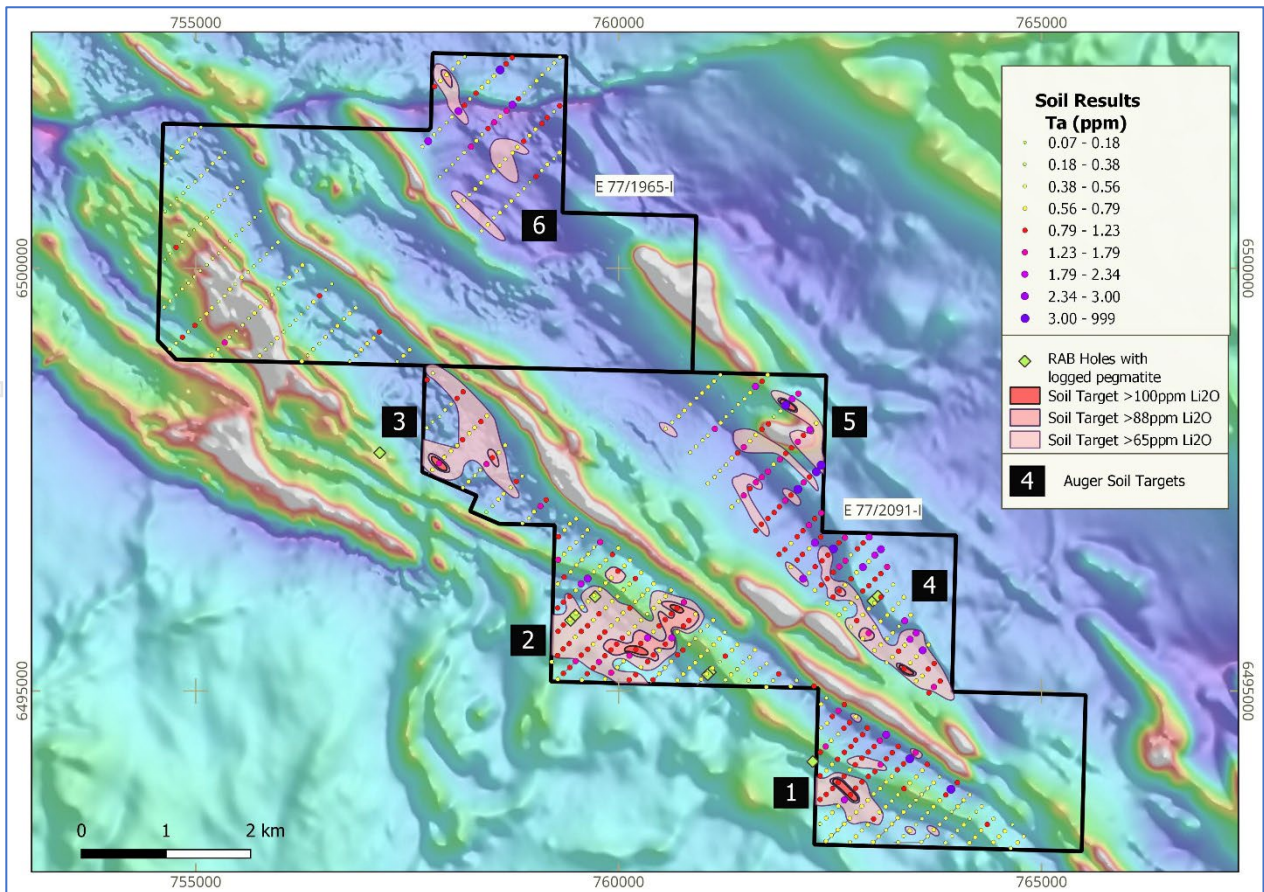 755000
760000
765000
Soil Results
Ta (ppm)
0.07 - 0.18
0.18 - 0.38
0.38 - 0.56
0.56 - 0.79
0.79 - 1.23
1.23 - 1.79
1.79 - 2.34
2.34 - 3.00
3.00 - 999
RAB Holes with
logged pegmatite
Soil Target >100ppm Li2O
Soil Target >88ppm Li2O
Soil Target >65ppm Li2O
4 Auger Soil Targets
E 77/1965-I
6
6500000
6500000
3
5
E 77/2091-I
4
2
6495000
6495000
1
0 1 2 km
755000
760000
765000